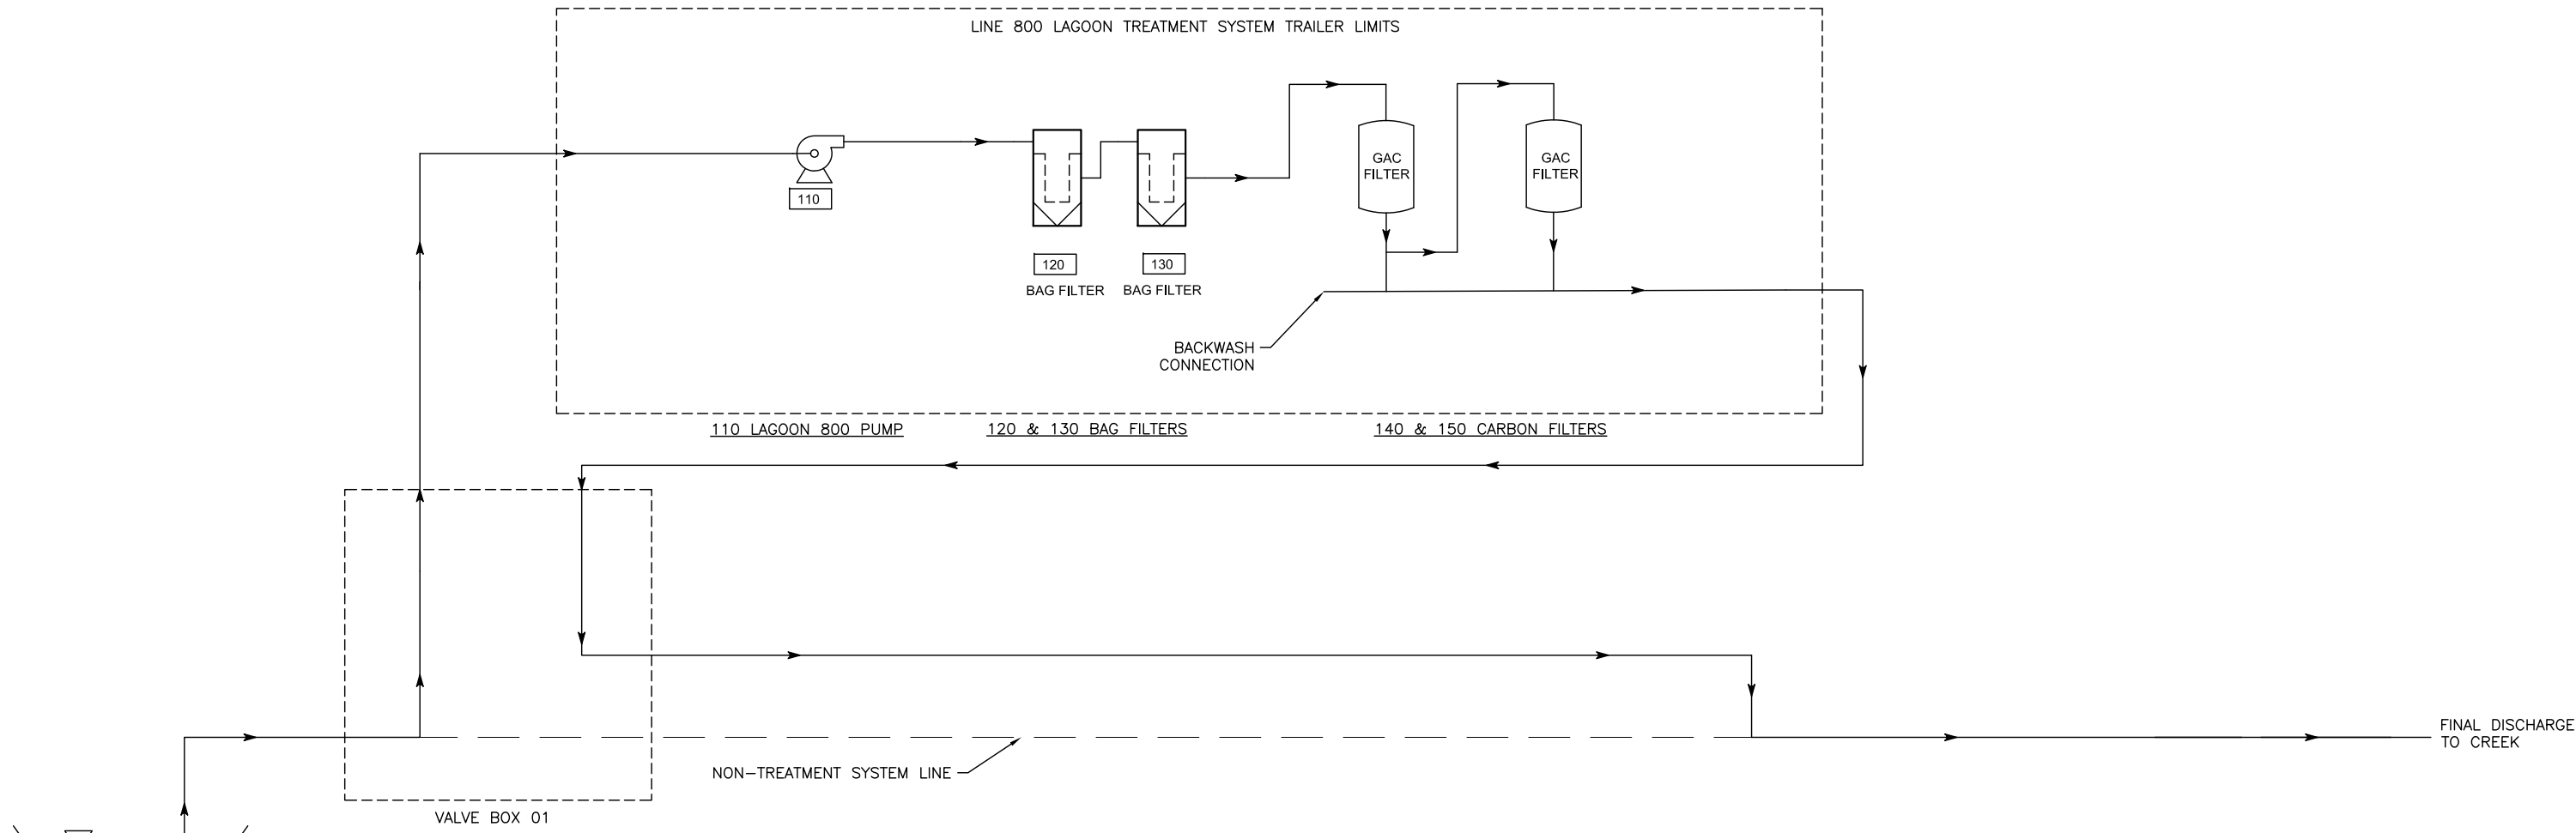 LINE 800 LAGOON TREATMENT SYSTEM TRAILER LIMITS
GAC
FILTER
GAC
FILTER
110
120
130
BAG FILTER
BAG FILTER
BACKWASH
CONNECTION
110 LAGOON 800 PUMP
120 & 130 BAG FILTERS
140 & 150 CARBON FILTERS
FINAL DISCHARGE
TO CREEK
NON-TREATMENT SYSTEM LINE
VALVE BOX 01